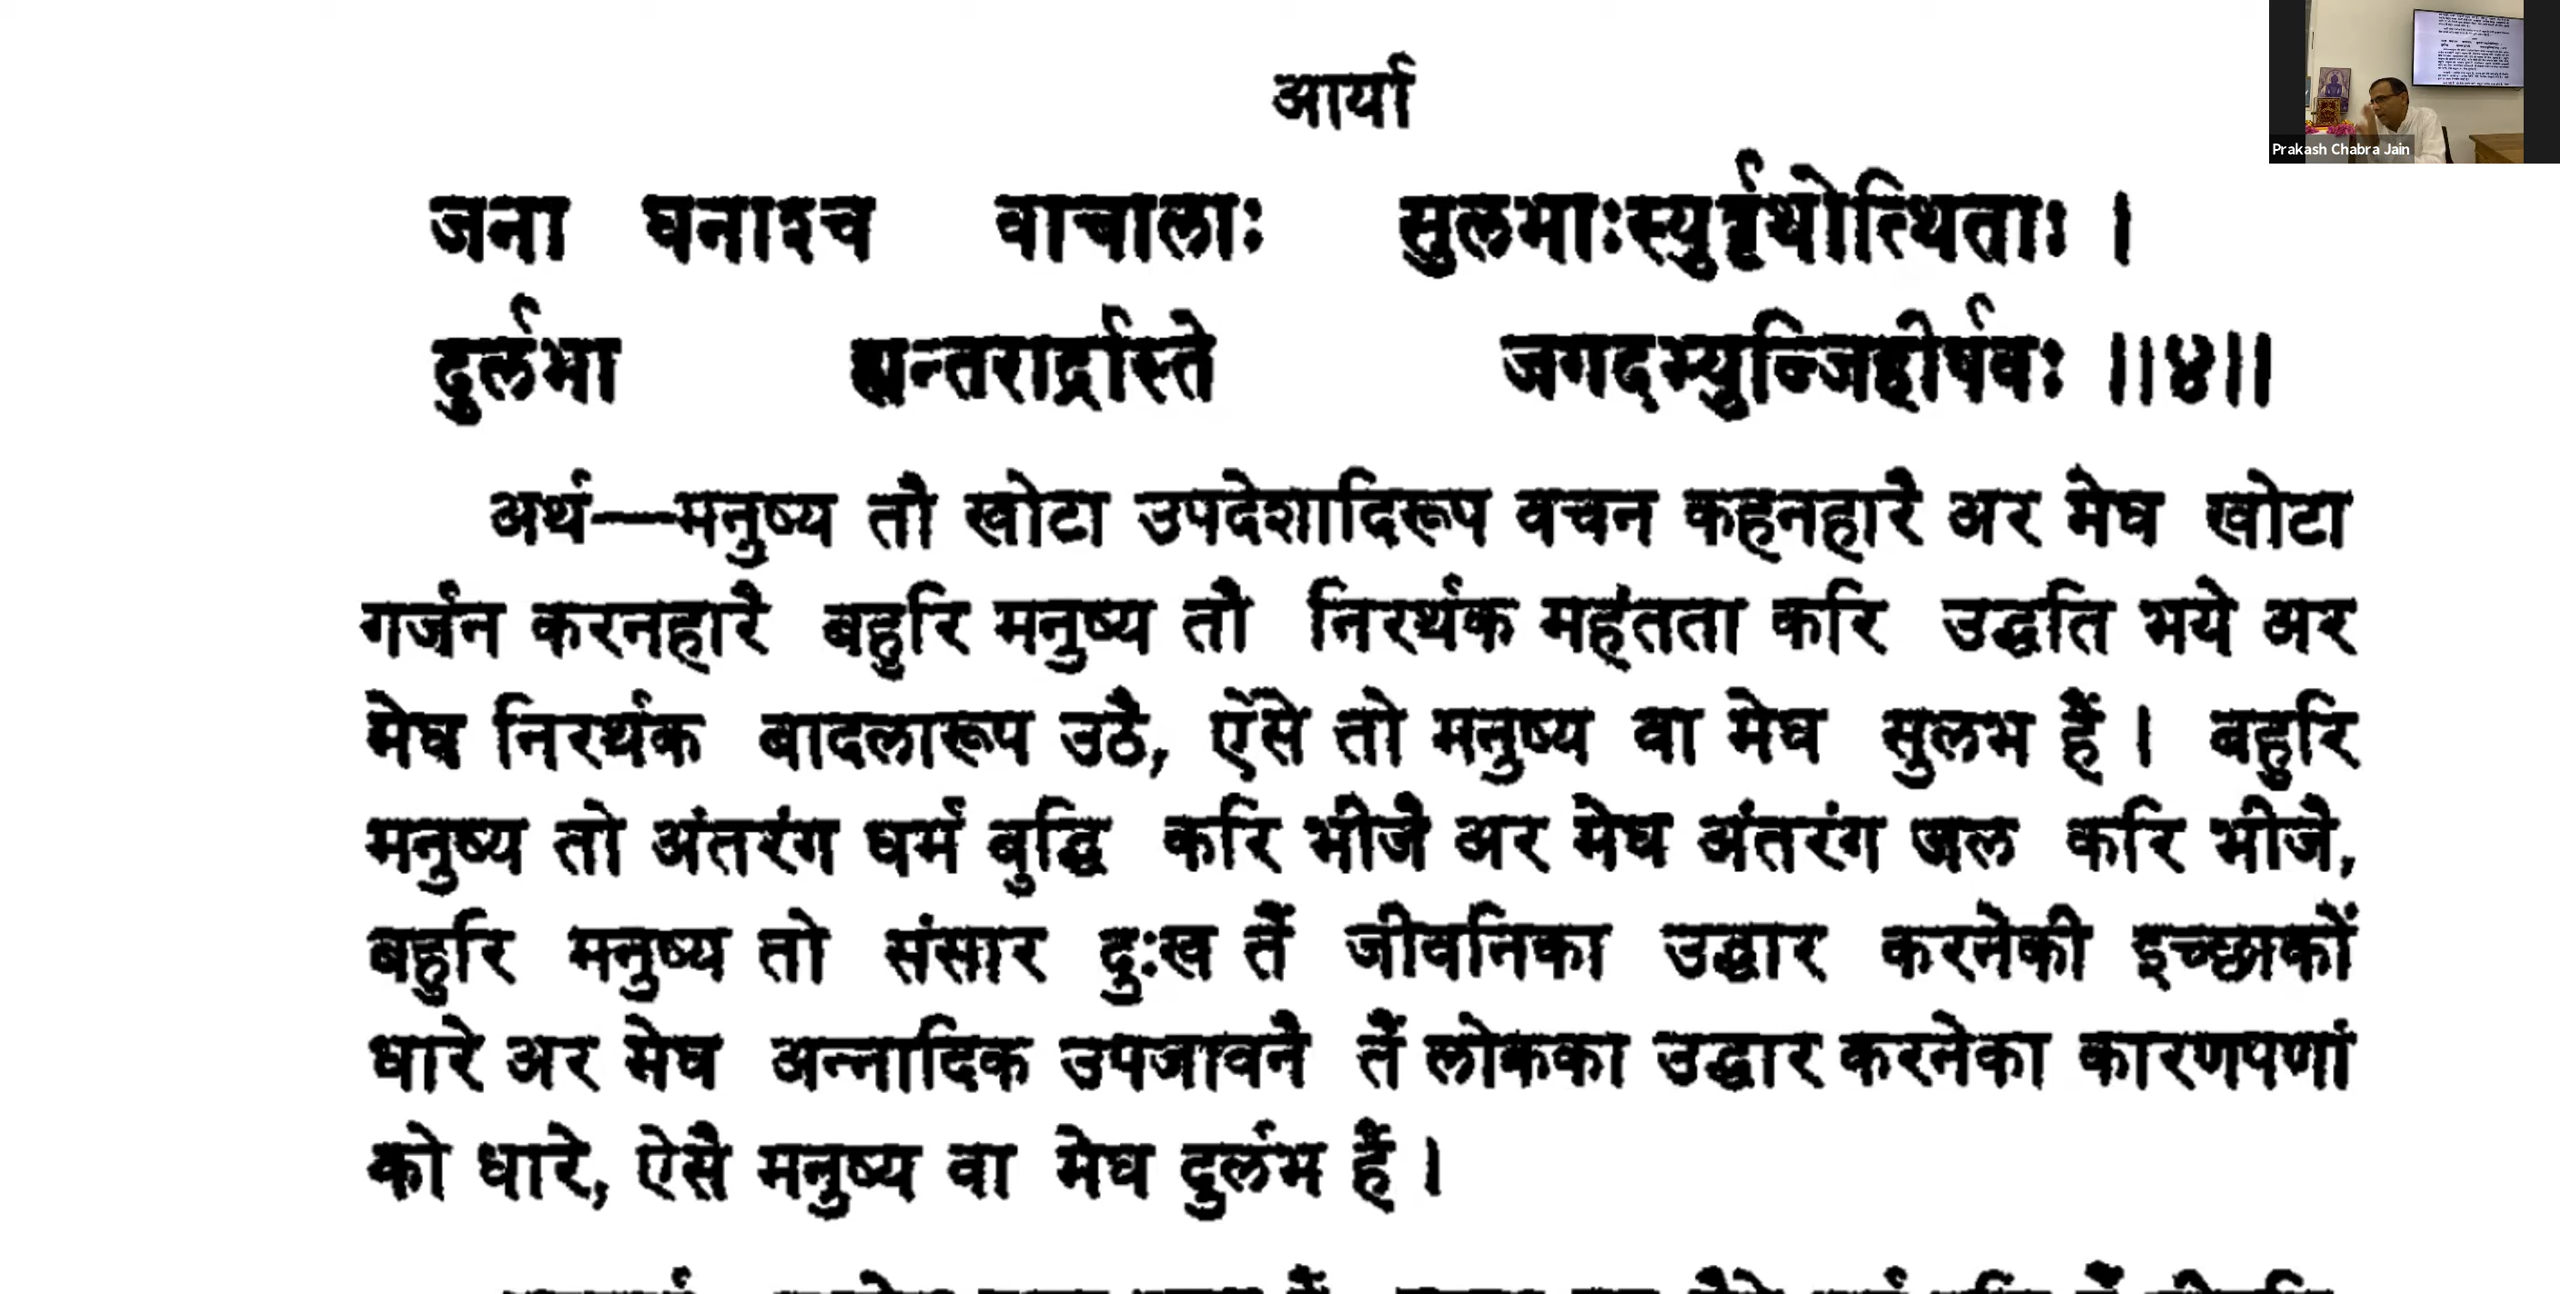 आर्या
जना घनाश्च वाचालाः सुलभाःस्युर्वृथोत्थिताः ।
दुर्लभा ह्यन्तरार्द्रास्ते जगदभ्युज्जिहीर्षवः ॥४॥
अर्थ—मनुष्य तौ खोटा उपदेशादिरूप वचन कहनहारै अर मेघ खोटा
गर्जन करनहारै बहुरि मनुष्य तौ निरर्थक महंतता करि उद्धति भये अर
मेघ निरर्थक बादलारूप उठै, ऐंसे तो मनुष्य वा मेघ सुलभ हैं । बहुरि
मनुष्य तो अंतरंग धर्म बुद्धि करि भीजै अर मेघ अंतरंग जल करि भीजै,
बहुरि मनुष्य तो संसार दुःख तैं जीवनिका उद्धार करनेकी इच्छाकों
धारे अर मेघ अन्नादिक उपजावनै तैं लोकका उद्धार करनेका कारणपणां
को धारे, ऐसै मनुष्य वा मेघ दुर्लभ हैं ।
Prakash Chabra Jain